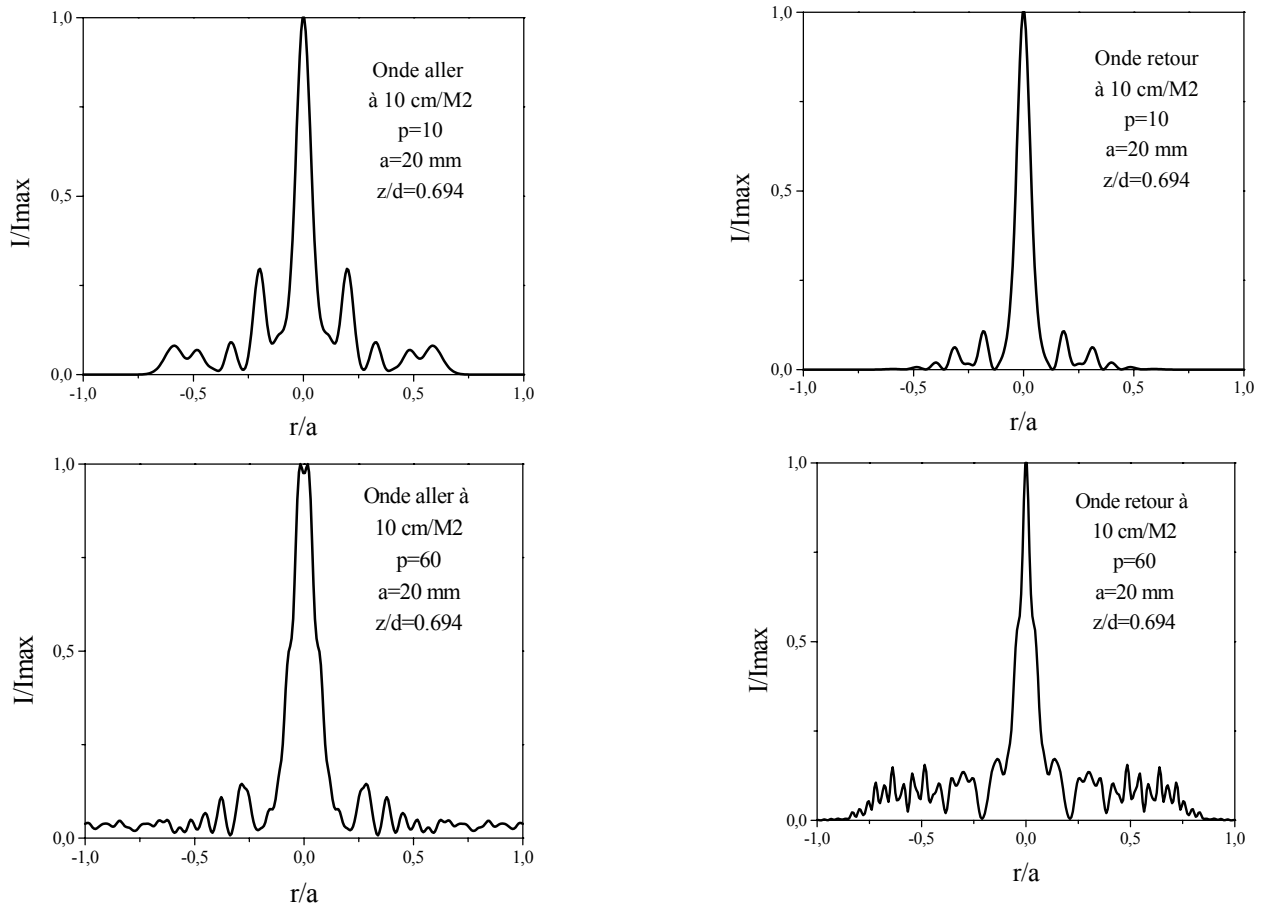 1,0
0,5
0,0
-1,0
-0,5
0,0
0,5
1,0
I/Imax
r/a
Onde aller
à 10 cm/M2
p=10
a=20 mm
z/d=0.694
1,0
0,5
0,0
-1,0
-0,5
0,0
0,5
1,0
I/Imax
r/a
Onde retour
à 10 cm/M2
p=10
a=20 mm
z/d=0.694
1,0
0,5
0,0
-1,0
-0,5
0,0
0,5
1,0
I/Imax
r/a
Onde aller à
10 cm/M2
p=60
a=20 mm
z/d=0.694
1,0
0,5
0,0
-1,0
-0,5
0,0
0,5
1,0
I/Imax
r/a
Onde retour à
10 cm/M2
p=60
a=20 mm
z/d=0.694